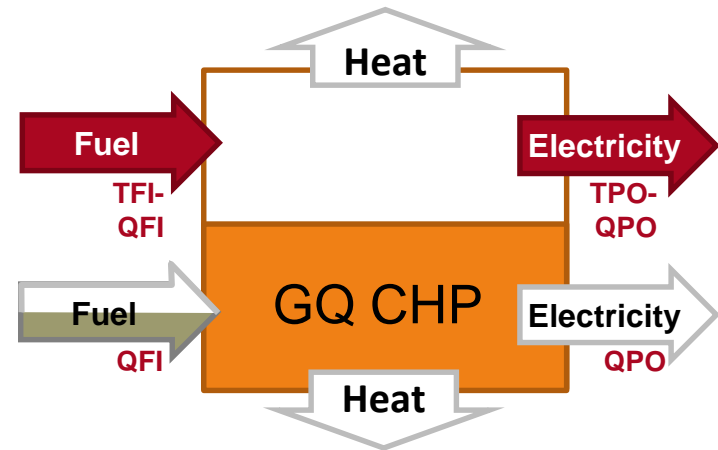 Heat
Fuel
Electricity
TFI-
QFI
TPO-
QPO
GQ CHP
Fuel
Electricity
QFI
QPO
Heat